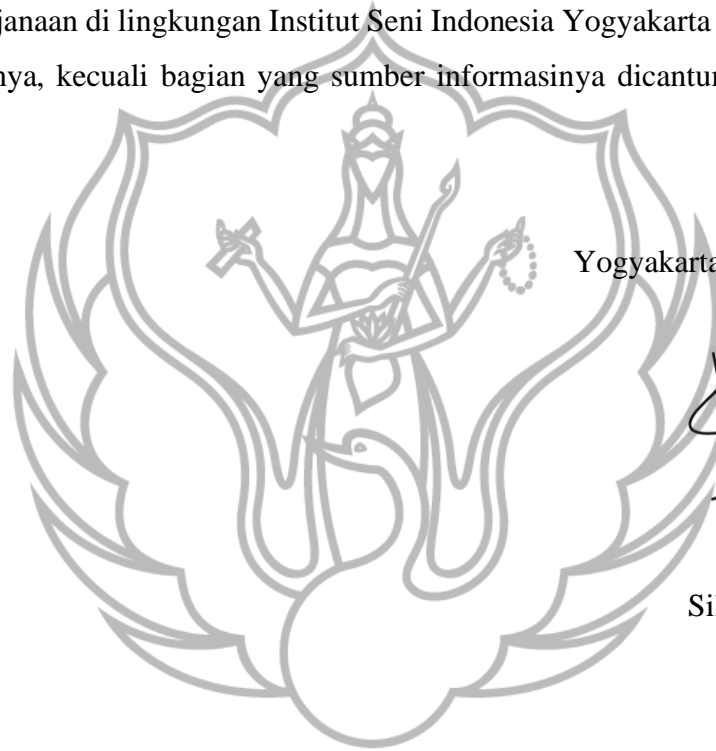 janaan di lingkungan Institut Seni Indonesia Yogyakarta
nya, kecuali bagian yang sumber informasinya dicantu
Yogyakarta
Si